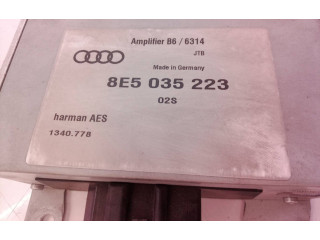 Amplifier B6 / 6314
JTB
Made in Germany
8E5 035 223
02S
harman AES
1340.778